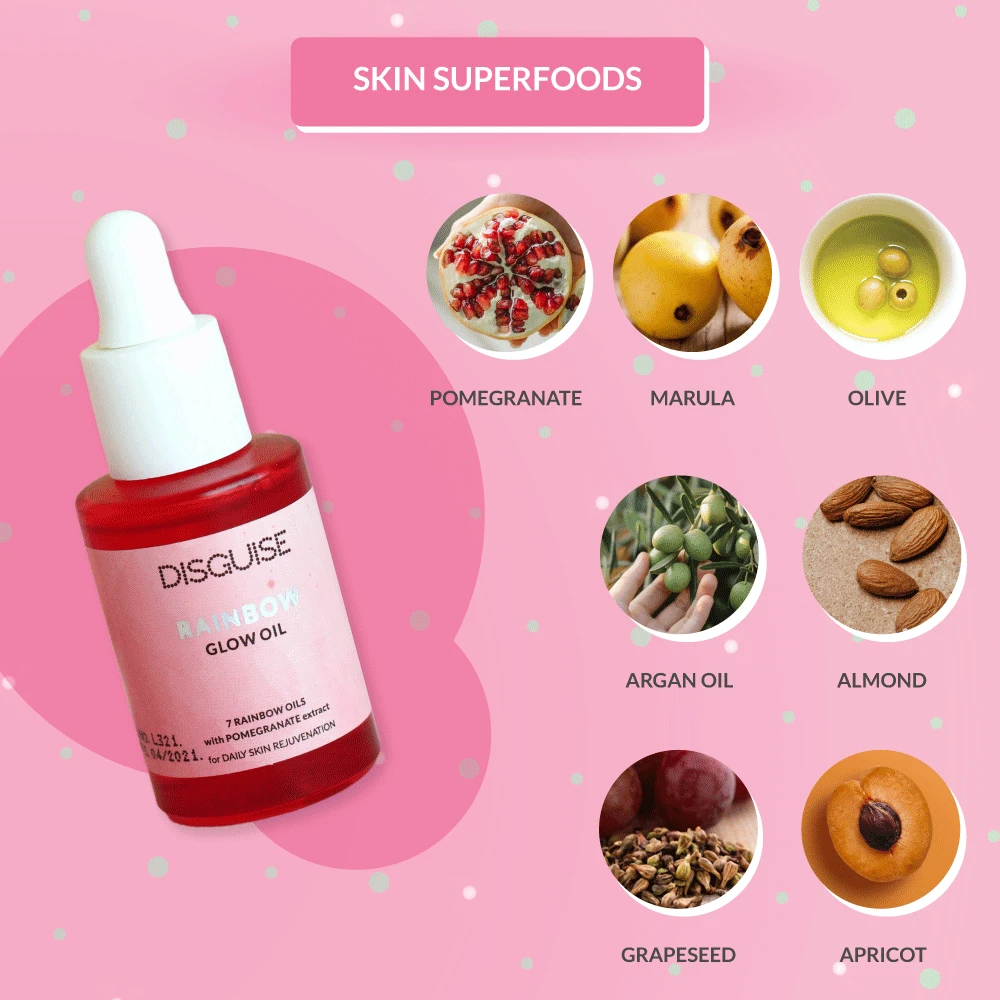 SKIN SUPERFOODS
POMEGRANATE
MARULA
OLIVE
DISGUISE
RAINBOW
GLOW OIL
7 RAINBOW OILS
with POMEGRANATE extract
for DAILY SKIN REJUVENATION
L321.
04/2021.
ARGAN OIL
ALMOND
GRAPESEED
APRICOT